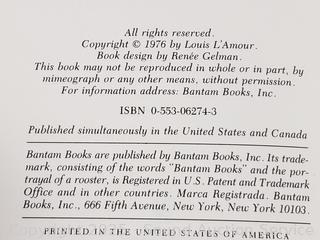 All rights reserved.
Copyright © 1976 by Louis L'Amour.
Book design by Renée Gelman.
This book may not be reproduced in whole or in part, by
mimeograph or any other means, without permission.
For information address: Bantam Books, Inc.
ISBN 0-553-06274-3
Published simultaneously in the United States and Canada
Bantam Books are published by Bantam Books, Inc. Its trade-
mark, consisting of the words "Bantam Books" and the por-
trayal of a rooster, is Registered in U.S. Patent and Trademark
Office and in other countries. Marca Registrada. Bantam
Books, Inc., 666 Fifth Avenue, New York, New York 10103.
PRINTED IN THE UNITED STATES OF AMERICA